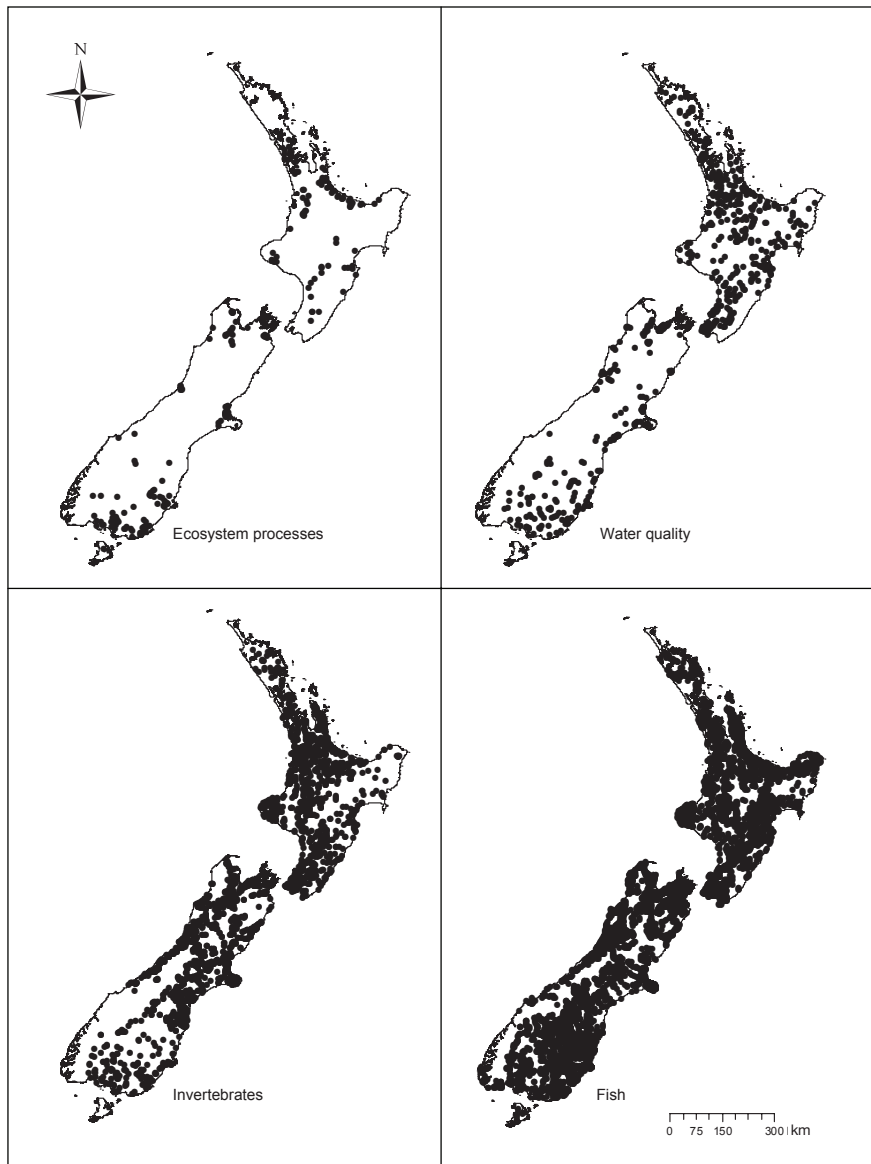 N
Ecosystem processes
Water quality
Invertebrates
Fish
0 75 150 300 km